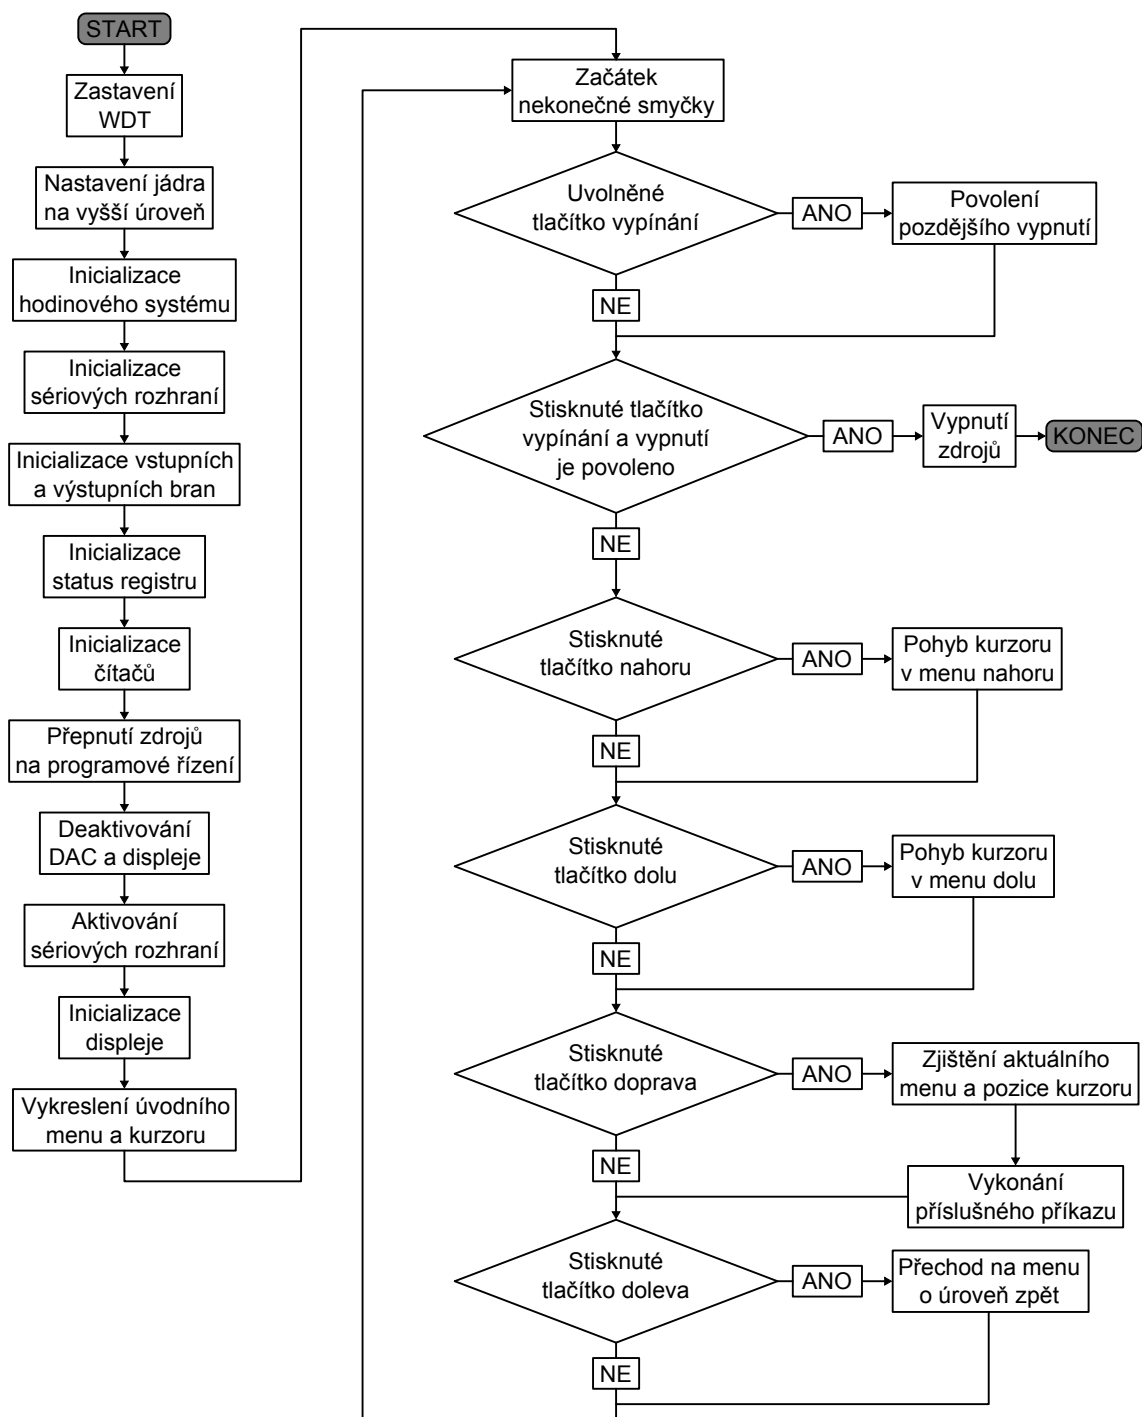 START
Zastavení
WDT
Nastavení jádra
na vyšší úroveň
Inicializace
hodinového systému
Inicializace
sériových rozhraní
Inicializace vstupních
a výstupních bran
Inicializace
status registru
Inicializace
čítačů
Přepnutí zdrojů
na programové řízení
Deaktivování
DAC a displeje
Aktivování
sériových rozhraní
Inicializace
displeje
Vykreslení úvodního
menu a kurzoru
Začátek
nekonečné smyčky
Uvolněné
tlačítko vypínání
ANO
Povolení
pozdějšího vypnutí
NE
Stisknuté tlačítko
vypínání a vypnutí
je povoleno
ANO
Vypnutí
zdrojů
KONEC
NE
Stisknuté
tlačítko nahoru
ANO
Pohyb kurzoru
v menu nahoru
NE
Stisknuté
tlačítko dolu
ANO
Pohyb kurzoru
v menu dolu
NE
Stisknuté
tlačítko doprava
ANO
Zjištění aktuálního
menu a pozice kurzoru
NE
Vykonání
příslušného příkazu
Stisknuté
tlačítko doleva
ANO
Přechod na menu
o úroveň zpět
NE